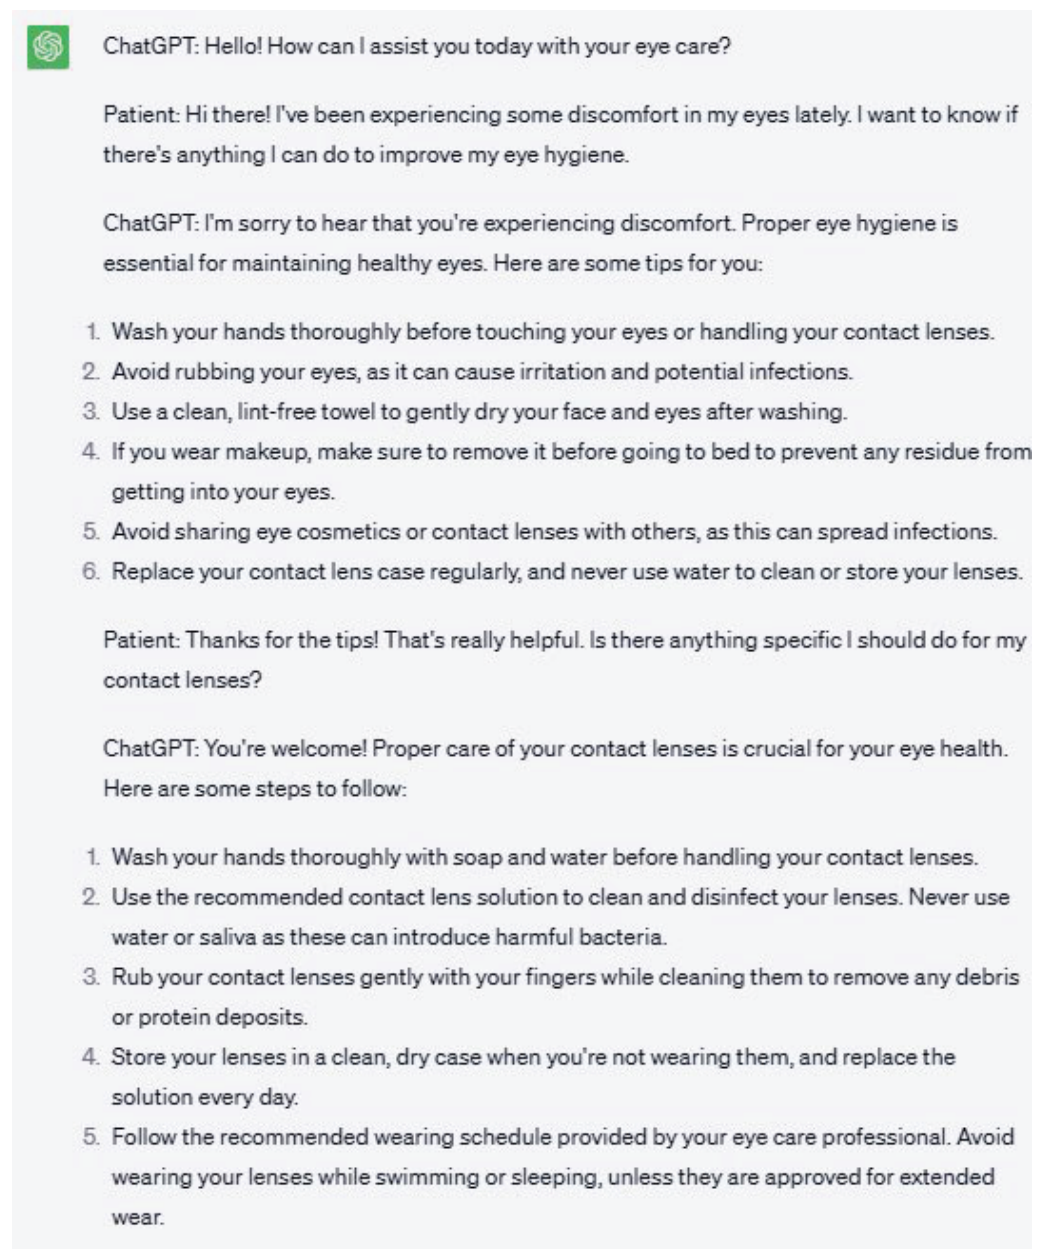 ChatGPT: Hello! How can I assist you today with your eye care?
Patient: Hi there! I've been experiencing some discomfort in my eyes lately. I want to know if
there's anything I can do to improve my eye hygiene.
ChatGPT: I'm sorry to hear that you're experiencing discomfort. Proper eye hygiene is
essential for maintaining healthy eyes. Here are some tips for you:
1. Wash your hands thoroughly before touching your eyes or handling your contact lenses.
2. Avoid rubbing your eyes, as it can cause irritation and potential infections.
3. Use a clean, lint-free towel to gently dry your face and eyes after washing.
4. If you wear makeup, make sure to remove it before going to bed to prevent any residue from
getting into your eyes.
5. Avoid sharing eye cosmetics or contact lenses with others, as this can spread infections.
6. Replace your contact lens case regularly, and never use water to clean or store your lenses.
Patient: Thanks for the tips! That's really helpful. Is there anything specific I should do for my
contact lenses?
ChatGPT: You're welcome! Proper care of your contact lenses is crucial for your eye health.
Here are some steps to follow:
1. Wash your hands thoroughly with soap and water before handling your contact lenses.
2. Use the recommended contact lens solution to clean and disinfect your lenses. Never use
water or saliva as these can introduce harmful bacteria.
3. Rub your contact lenses gently with your fingers while cleaning them to remove any debris
or protein deposits.
4. Store your lenses in a clean, dry case when you're not wearing them, and replace the
solution every day.
5. Follow the recommended wearing schedule provided by your eye care professional. Avoid
wearing your lenses while swimming or sleeping, unless they are approved for extended
wear.